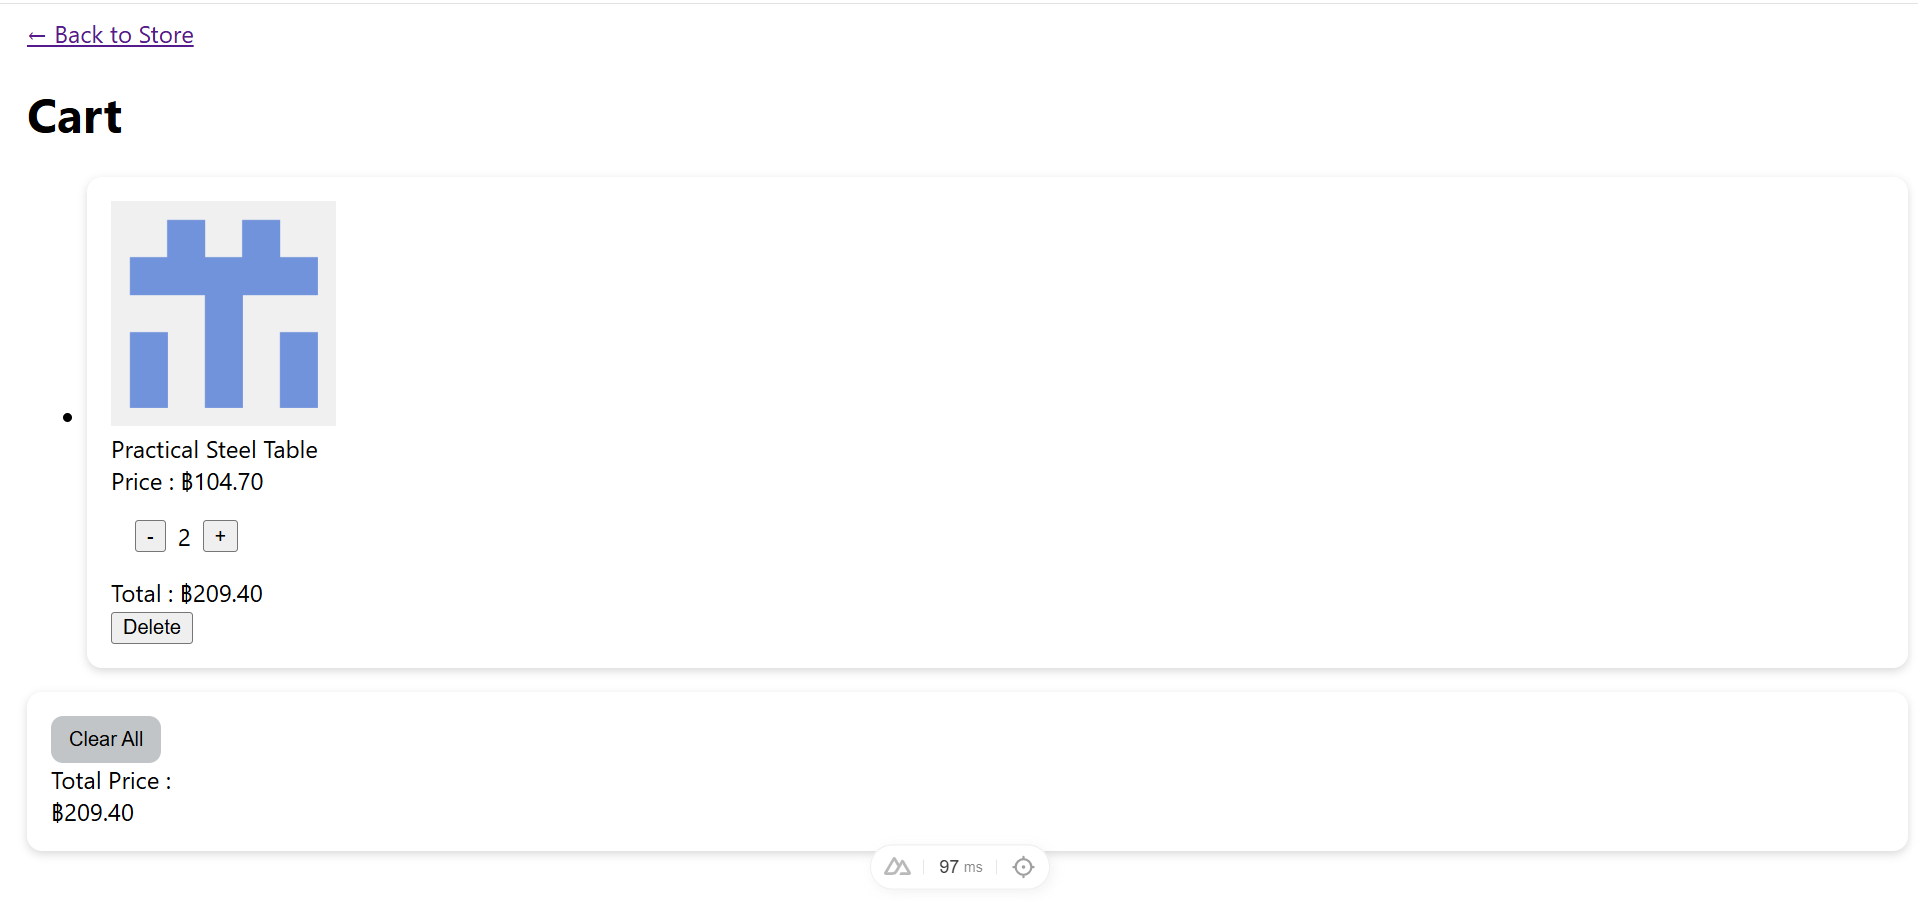 ← Back to Store
Cart
Practical Steel Table
Price : ฿104.70
- 2 +
Total : ฿209.40
Delete
Clear All
Total Price :
฿209.40
97 ms